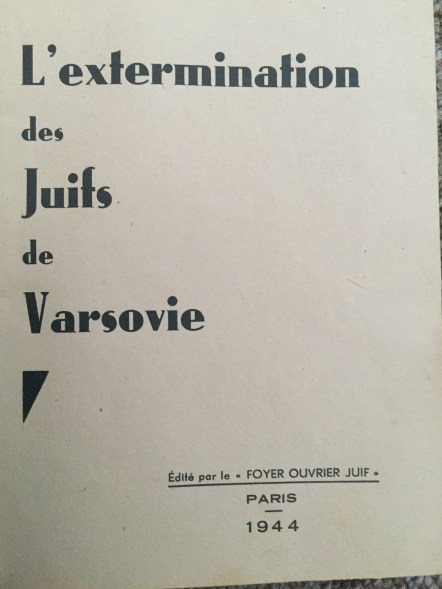 L'extermination
des
Juifs
de
Varsovie
Édité par le « FOYER OUVRIER JUIF »
PARIS
1944